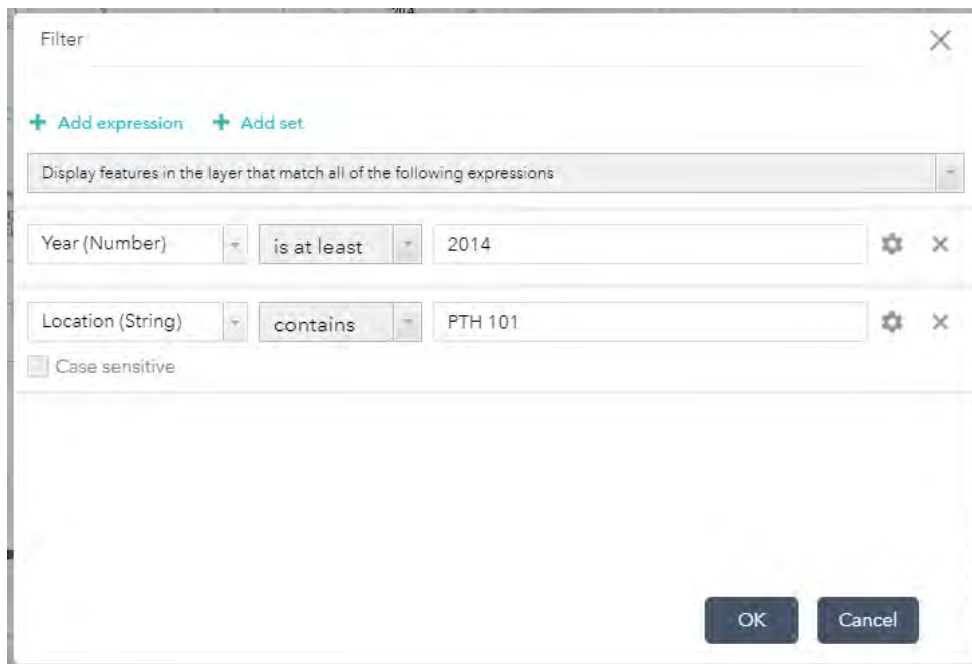 204
Filter
+ Add expression + Add set
Display features in the layer that match all of the following expressions
Year (Number) is at least 2014
Location (String) contains PTH 101
Case sensitive
OK Cancel